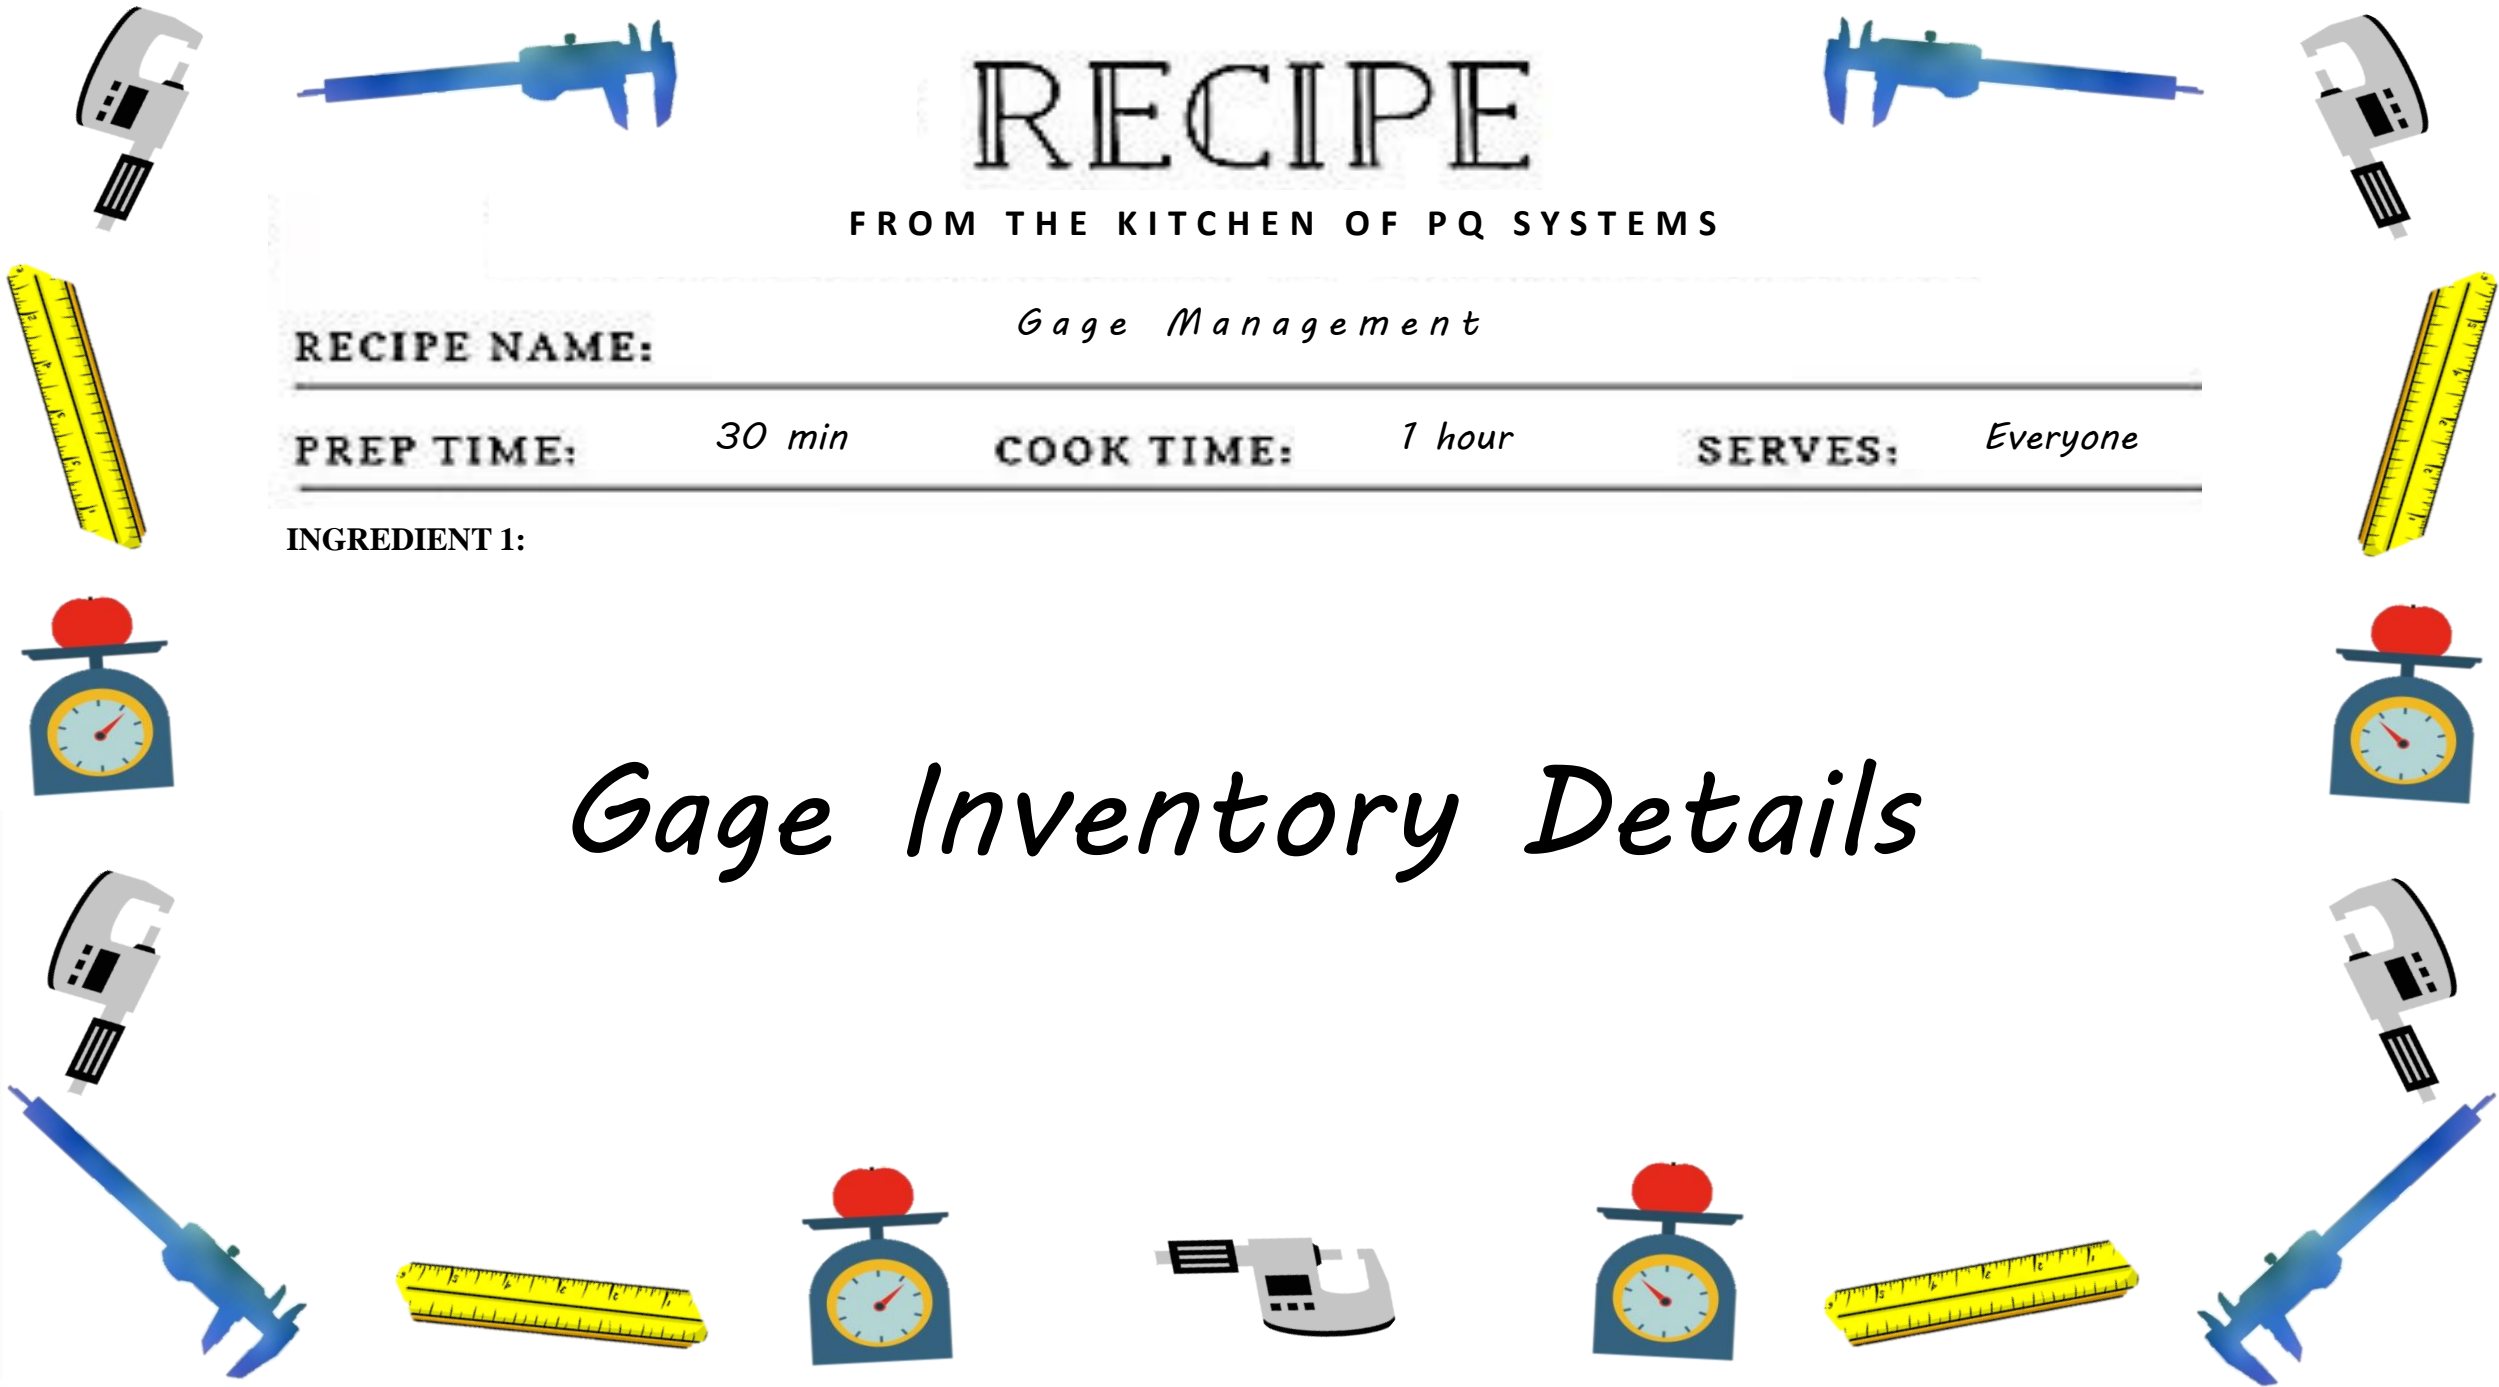 RECIPE
FROM THE KITCHEN OF PQ SYSTEMS
RECIPE NAME: Gage Management
PREP TIME: 30 min COOK TIME: 1 hour SERVES: Everyone
INGREDIENT 1:
Gage Inventory Details